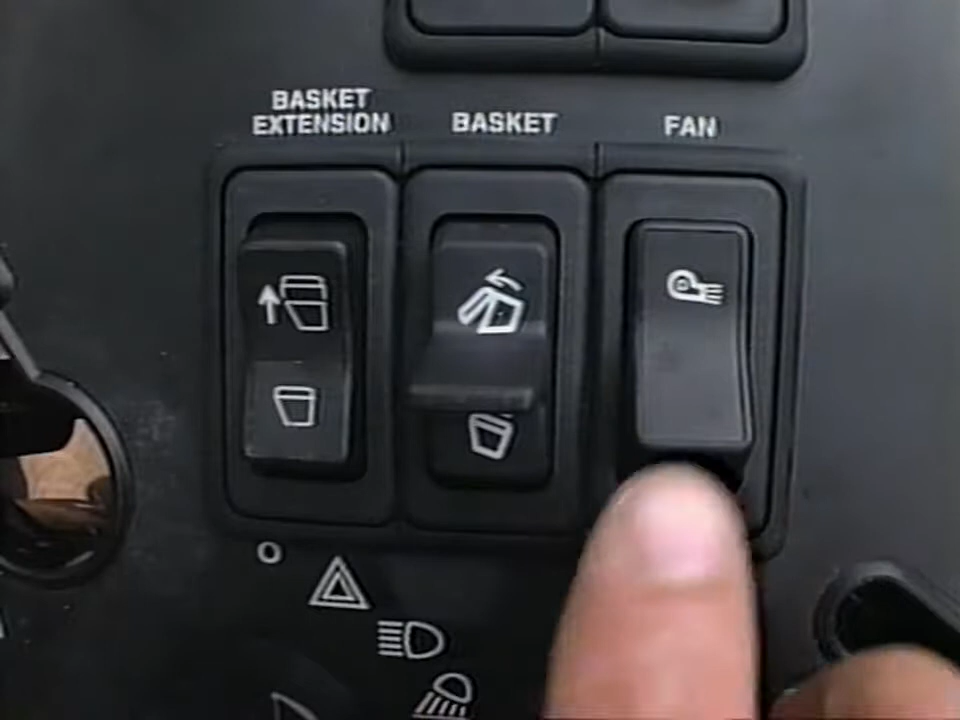 BASKET
EXTENSION
BASKET
FAN
O